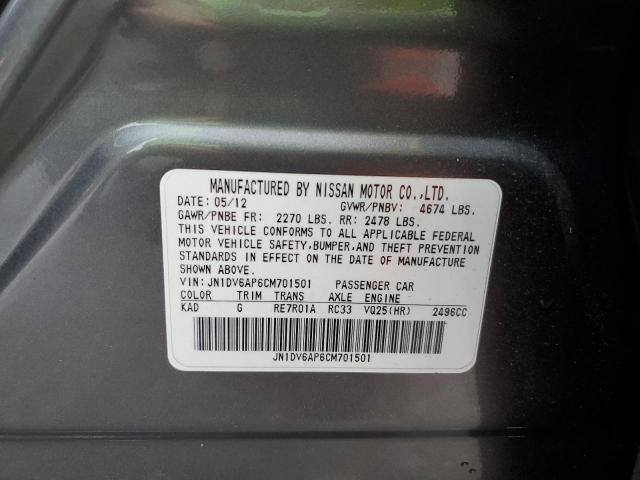 MANUFACTURED BY NISSAN MOTOR CO.,LTD.
DATE: 05/12 GVWR/PNBV: 4674 LBS.
GAWR/PNBE FR: 2270 LBS. RR: 2478 LBS.
THIS VEHICLE CONFORMS TO ALL APPLICABLE FEDERAL
MOTOR VEHICLE SAFETY,BUMPER,AND THEFT PREVENTION
STANDARDS IN EFFECT ON THE DATE OF MANUFACTURE
SHOWN ABOVE.
VIN: JN1DV6AP6CM701501 PASSENGER CAR
COLOR TRIM TRANS AXLE ENGINE
KAD G RE7R01A RC33 VQ25(HR) 2496CC
JN1DV6AP6CM701501